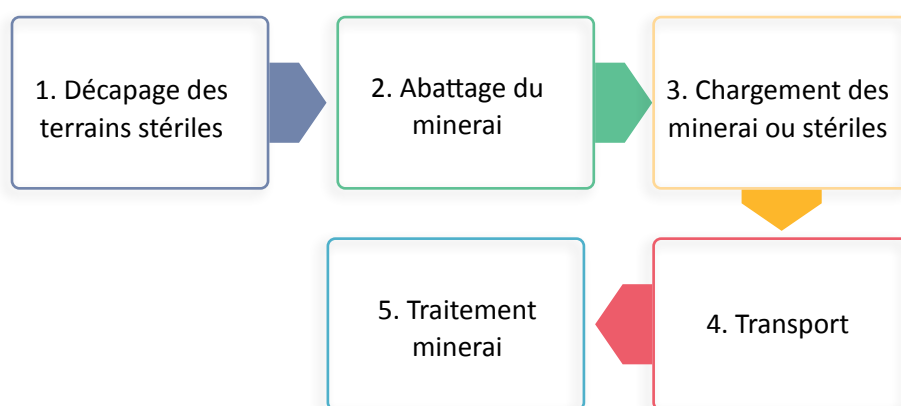 1. Décapage des
terrains stériles
2. Abattage du
minerai
3. Chargement des
minerai ou stériles
4. Transport
5. Traitement
minerai